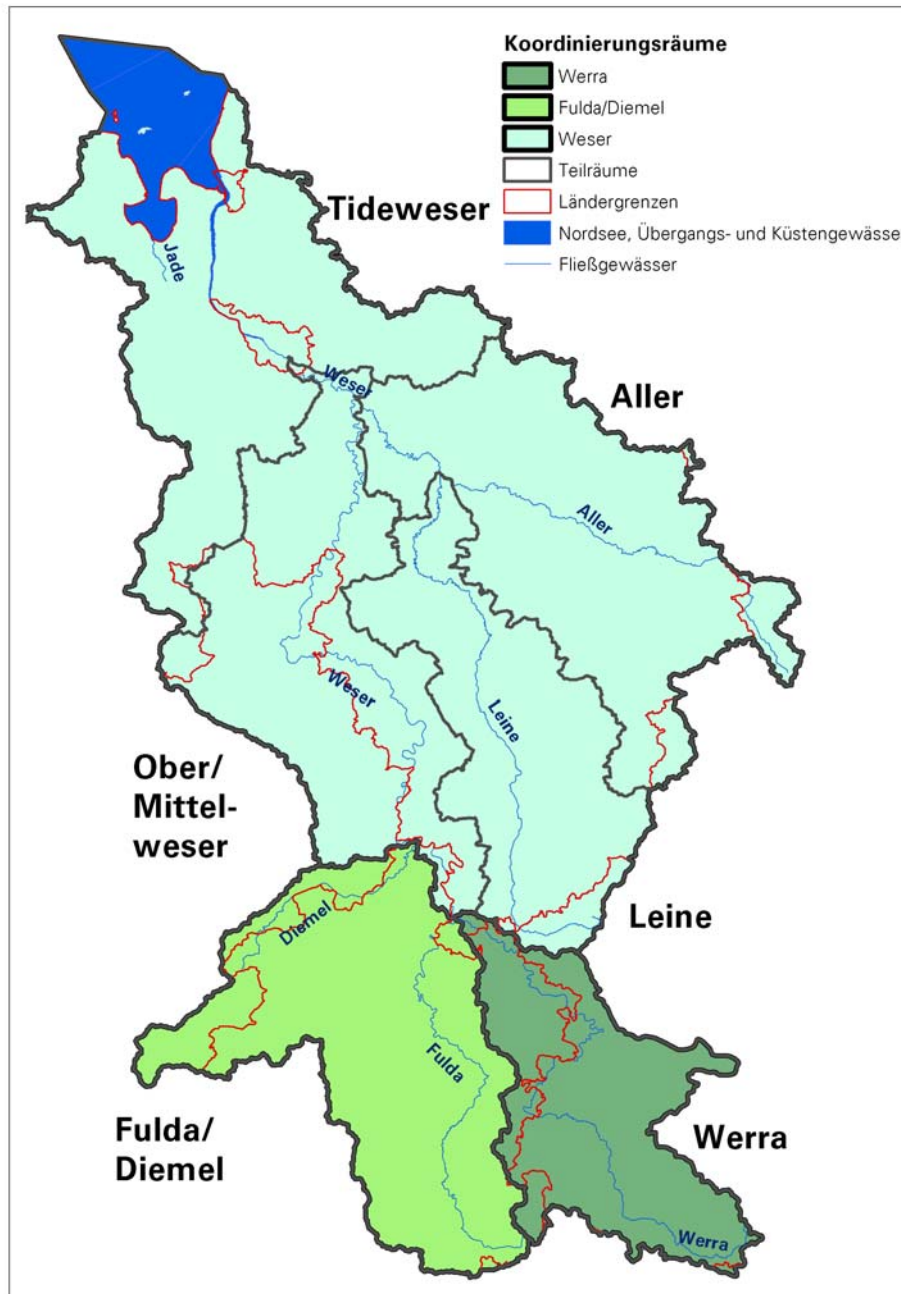 Koordinierungsräume
Werra
Fulda/Diemel
Weser
Teilräume
Ländergrenzen
Nordsee, Übergangs- und Küstengewässe
Fließgewässer
Tideweser
Jade
Weser
Aller
Aller
Weser
Leine
Ober/
Mittel-
weser
Leine
Diemel
Fulda
Fulda/
Diemel
Werra
Werra